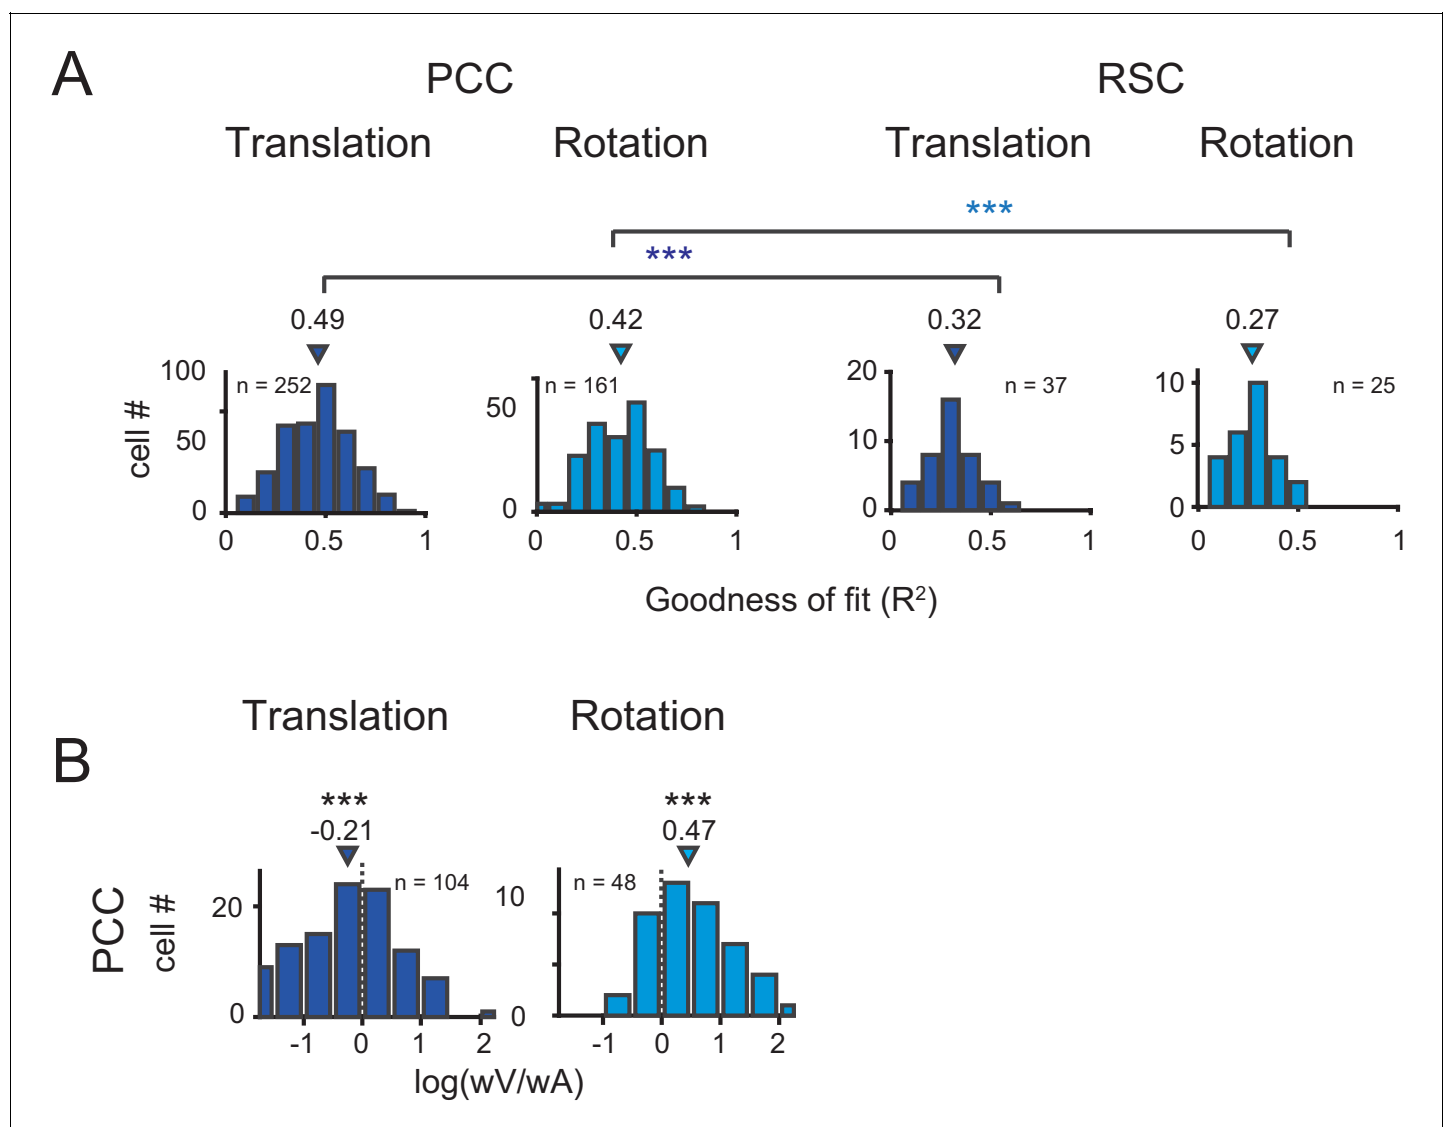 A
PCC RSC
Translation Rotation Translation Rotation
***
***
0.49 0.42 0.32 0.27
100 n = 252 n = 161 20 n = 37 10 n = 25
cell #
50 50 10 5
0 0 0 0
0 0.5 1 0 0.5 1 0 0.5 1 0 0.5 1
Goodness of fit (R²)
Translation Rotation
B
*** ***
-0.21 0.47
n = 104 n = 48
PCC
cell #
20 10
0 0
-1 0 1 2 -1 0 1 2
log(wV/wA)